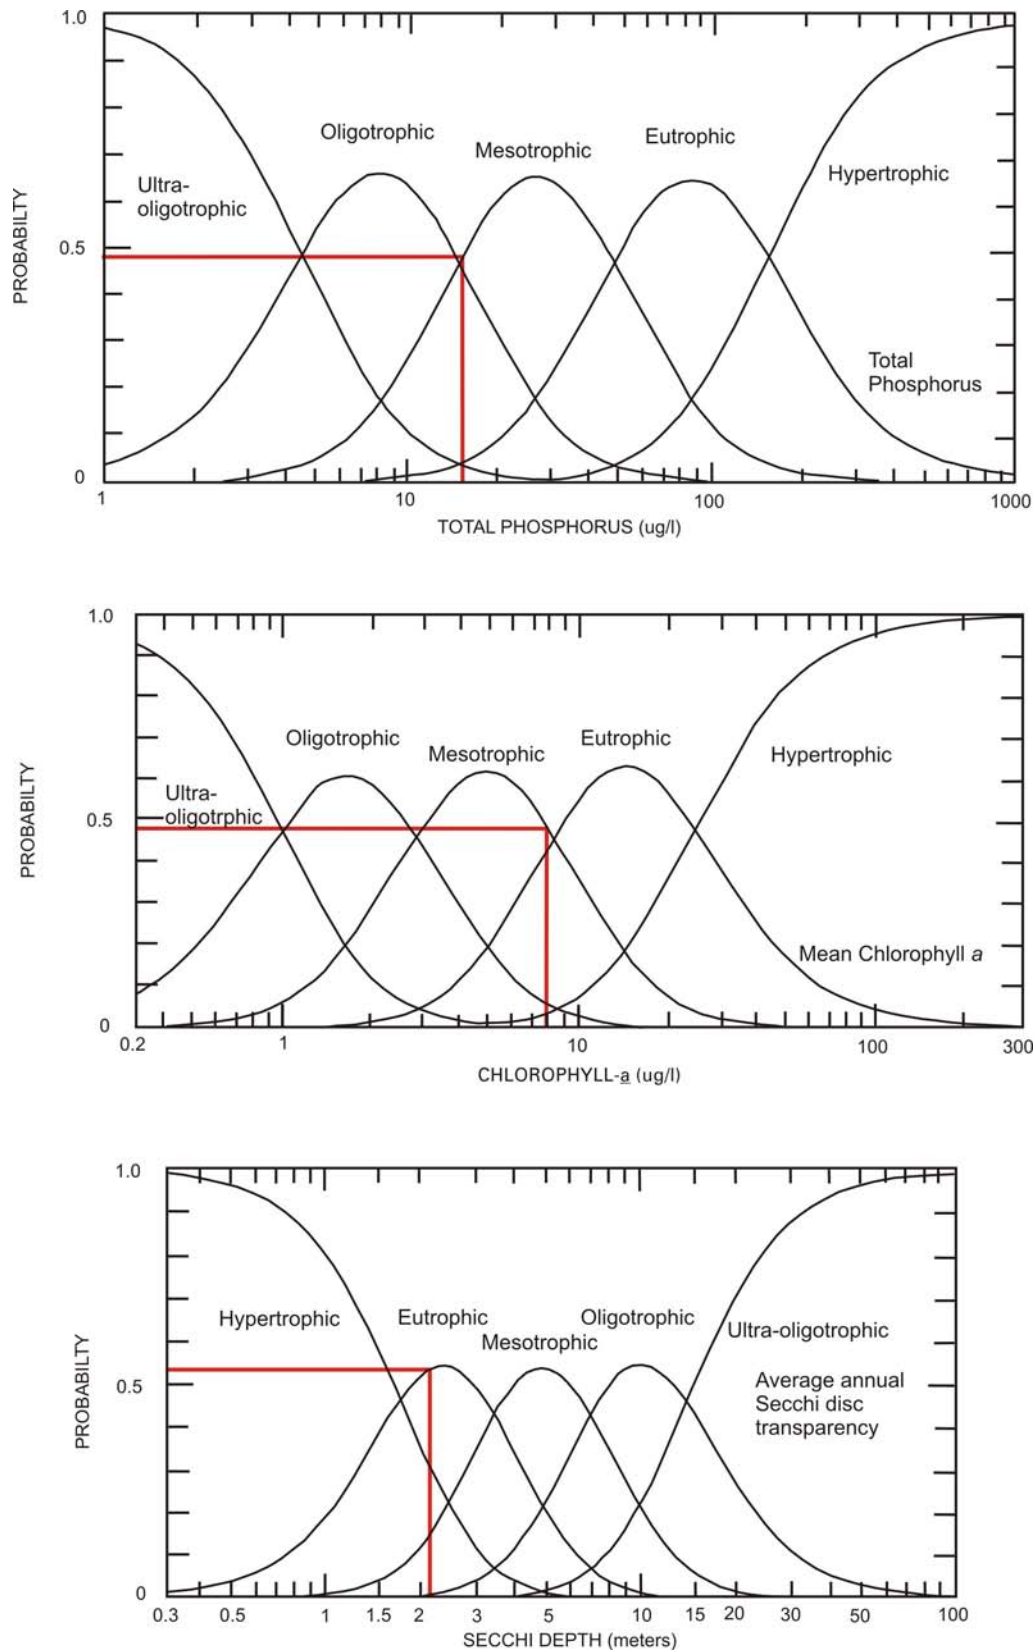 1.0
Oligotrophic
Mesotrophic
Eutrophic
Hypertrophic
Ultra-
oligotrophic
PROBABILTY
0.5
Total
Phosphorus
0
1
10
100
1000
TOTAL PHOSPHORUS (ug/l)
1.0
Oligotrophic
Mesotrophic
Eutrophic
Hypertrophic
Ultra-
oligotrphic
PROBABILTY
0.5
Mean Chlorophyll a
0
0.2
1
10
100
300
CHLOROPHYLL-a (ug/l)
1.0
Hypertrophic
Eutrophic
Mesotrophic
Oligotrophic
Ultra-oligotrophic
PROBABILTY
0.5
Average annual
Secchi disc
transparency
0
0.3
0.5
1
1.5
2
3
5
10
15
20
30
50
100
SECCHI DEPTH (meters)